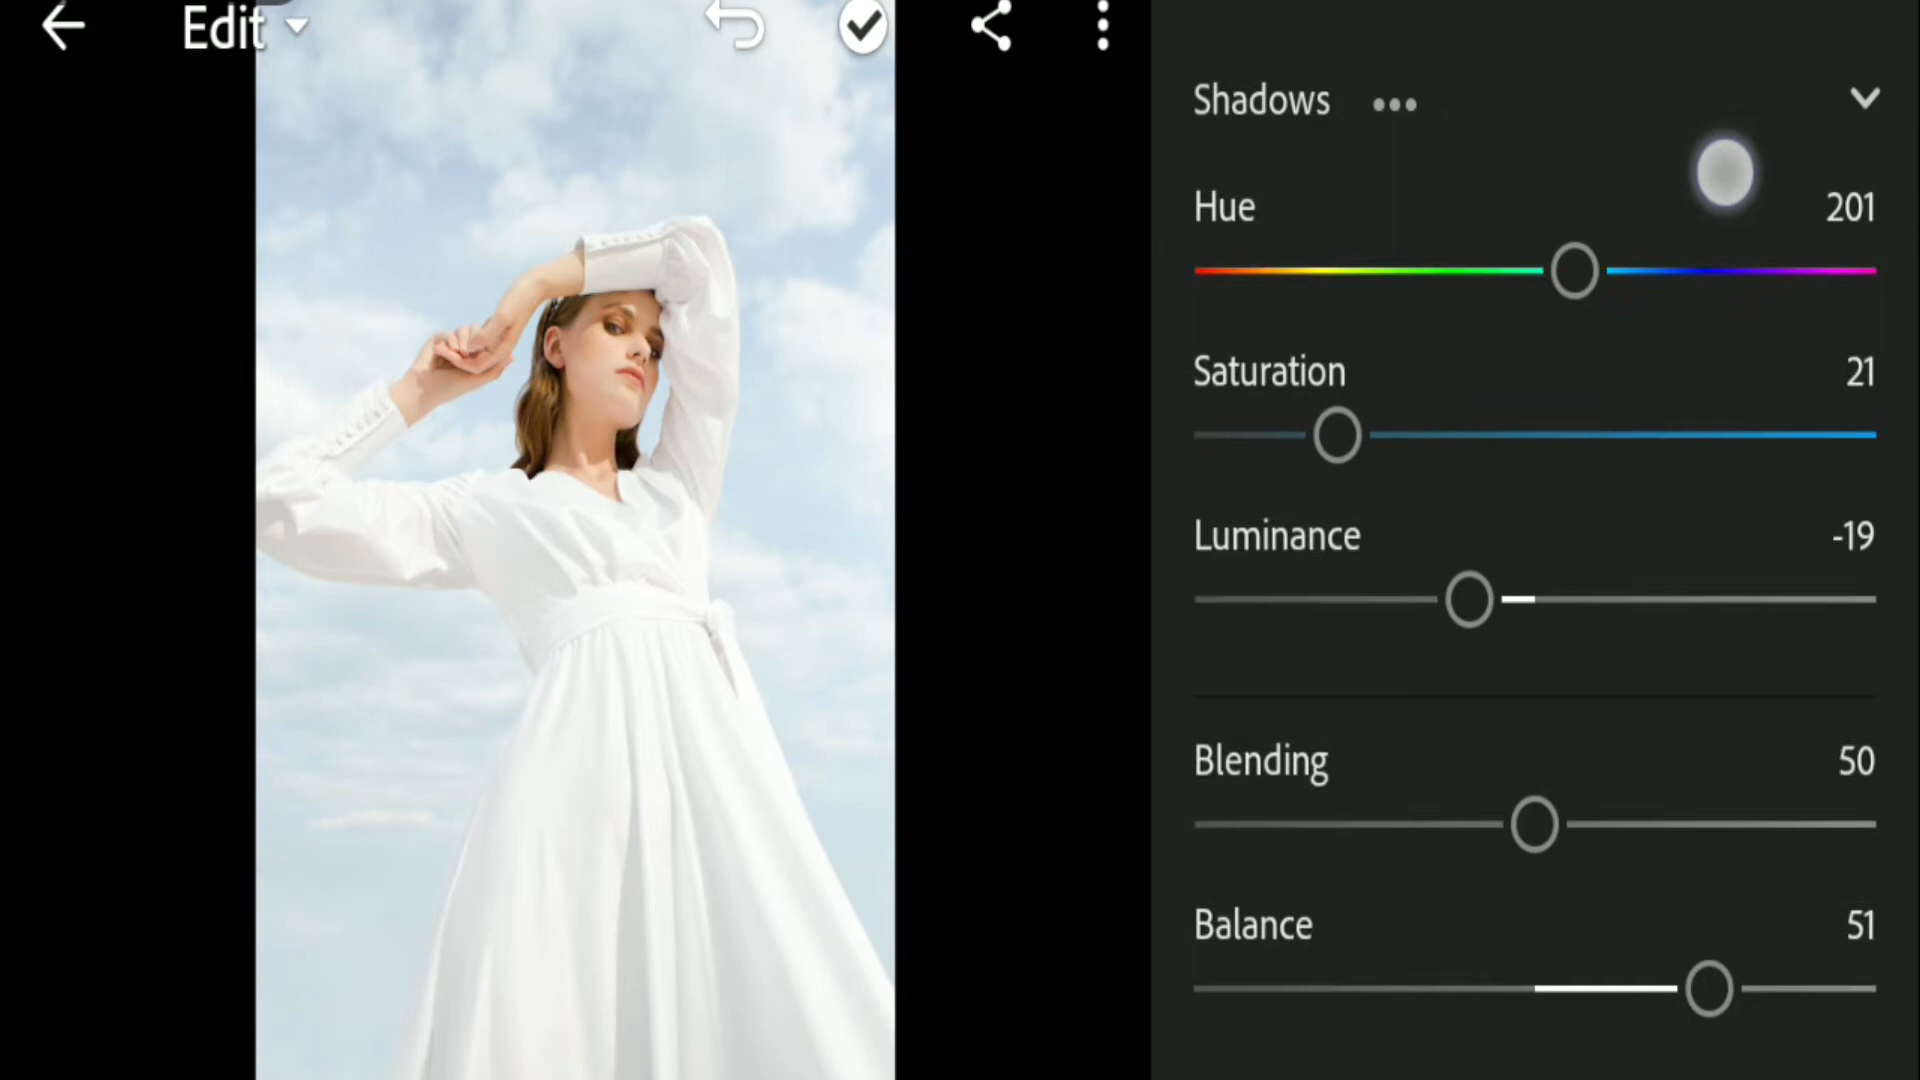 Edit
Shadows
Hue 201
Saturation 21
Luminance -19
Blending 50
Balance 51